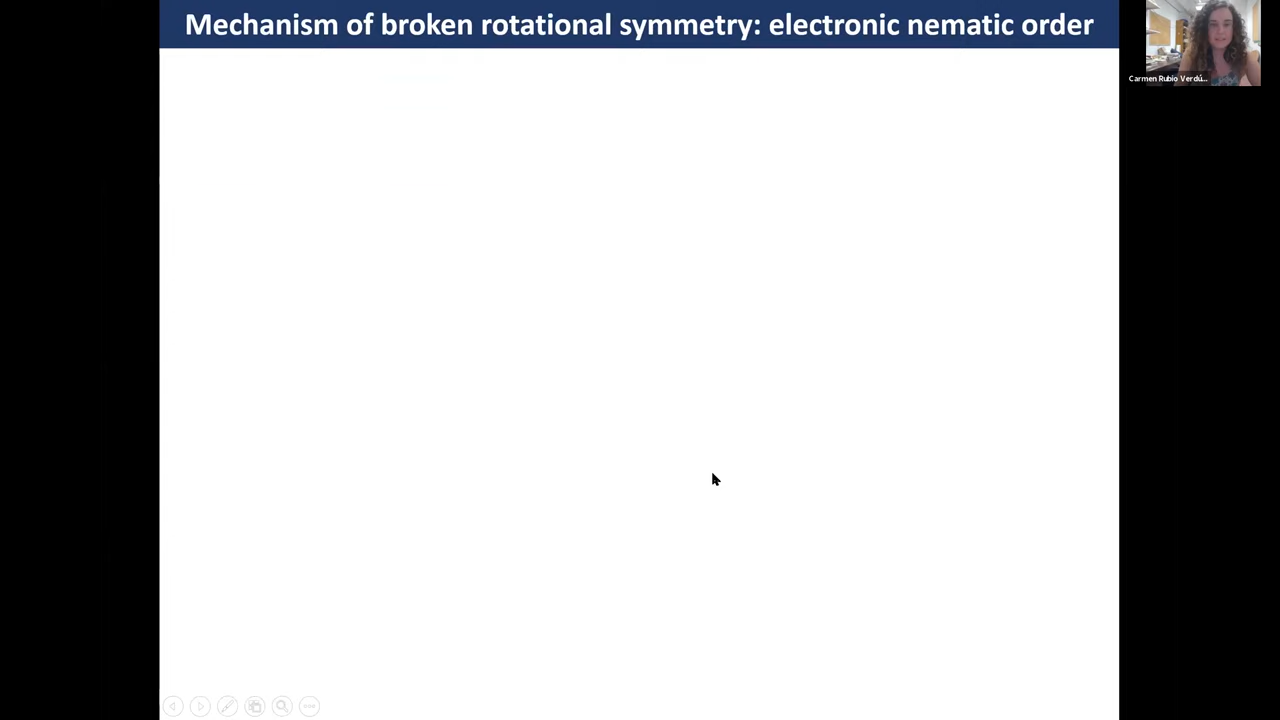 Mechanism of broken rotational symmetry: electronic nematic order
Carmen Rubio Verdú...